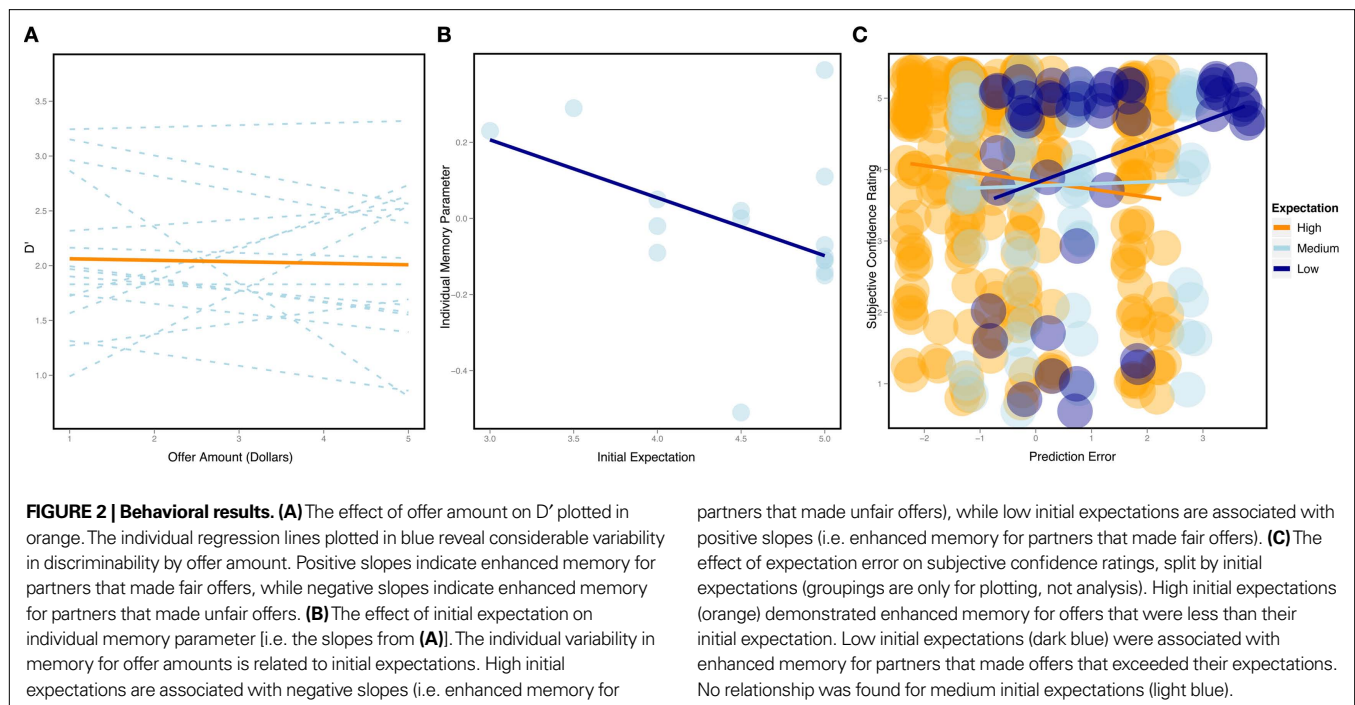 A
B
C
3.5
3.0
2.5
2.0
1.5
1.0
D'
1
2
3
4
5
Offer Amount (Dollars)
0.2
0.0
−0.2
−0.4
Individual Memory Parameter
3.0
3.5
4.0
4.5
5.0
Initial Expectation
5
4
3
2
1
Subjective Confidence Rating
−2
−1
0
1
2
3
Prediction Error
Expectation
High
Medium
Low
FIGURE 2 | Behavioral results. (A) The effect of offer amount on D′ plotted in
orange. The individual regression lines plotted in blue reveal considerable variability
in discriminability by offer amount. Positive slopes indicate enhanced memory for
partners that made fair offers, while negative slopes indicate enhanced memory
for partners that made unfair offers. (B) The effect of initial expectation on
individual memory parameter [i.e. the slopes from (A)]. The individual variability in
memory for offer amounts is related to initial expectations. High initial
expectations are associated with negative slopes (i.e. enhanced memory for
partners that made unfair offers), while low initial expectations are associated with
positive slopes (i.e. enhanced memory for partners that made fair offers). (C) The
effect of expectation error on subjective confidence ratings, split by initial
expectations (groupings are only for plotting, not analysis). High initial expectations
(orange) demonstrated enhanced memory for offers that were less than their
initial expectation. Low initial expectations (dark blue) were associated with
enhanced memory for partners that made offers that exceeded their expectations.
No relationship was found for medium initial expectations (light blue).